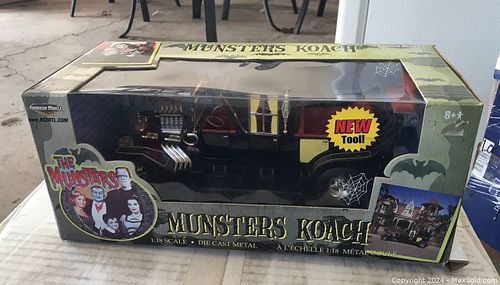 MUNSTERS KOACH
American Muscle
WWW.RCERTL.COM
8+
NEW
Tool!
THE
MUNSTERS
MUNSTERS KOACH
1:18 SCALE • DIE CAST METAL
À L'ÉCHELLE 1:18 MÉTAL
Copyright © 2024 - MaxSold.com